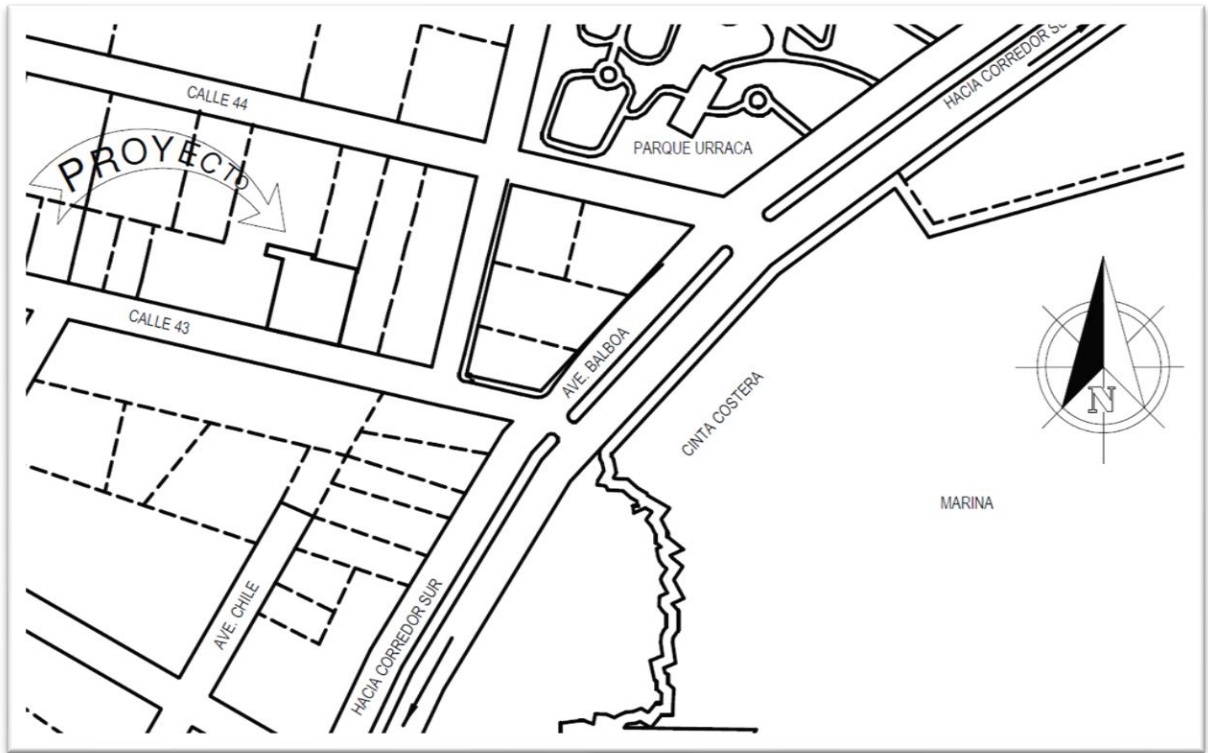 CALLE 44
HACIA CORREDOR SUR
PROYECTO
PARQUE URRACA
CALLE 43
AVE. BALBOA
CINTA COSTERA
N
MARINA
AVE. CHILE
HACIA CORREDOR SUR